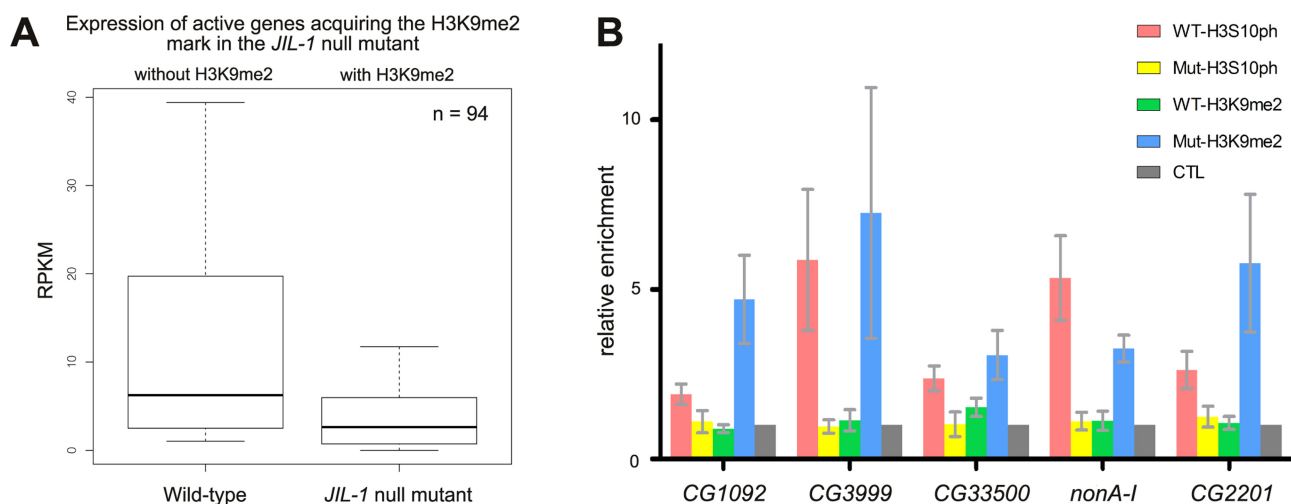 A
Expression of active genes acquiring the H3K9me2
mark in the JIL-1 null mutant
without H3K9me2 with H3K9me2
n = 94
40
30
20
10
0
RPKM
Wild-type JIL-1 null mutant
B
WT-H3S10ph
Mut-H3S10ph
WT-H3K9me2
Mut-H3K9me2
CTL
10
5
0
relative enrichment
CG1092 CG3999 CG33500 nonA-l CG2201